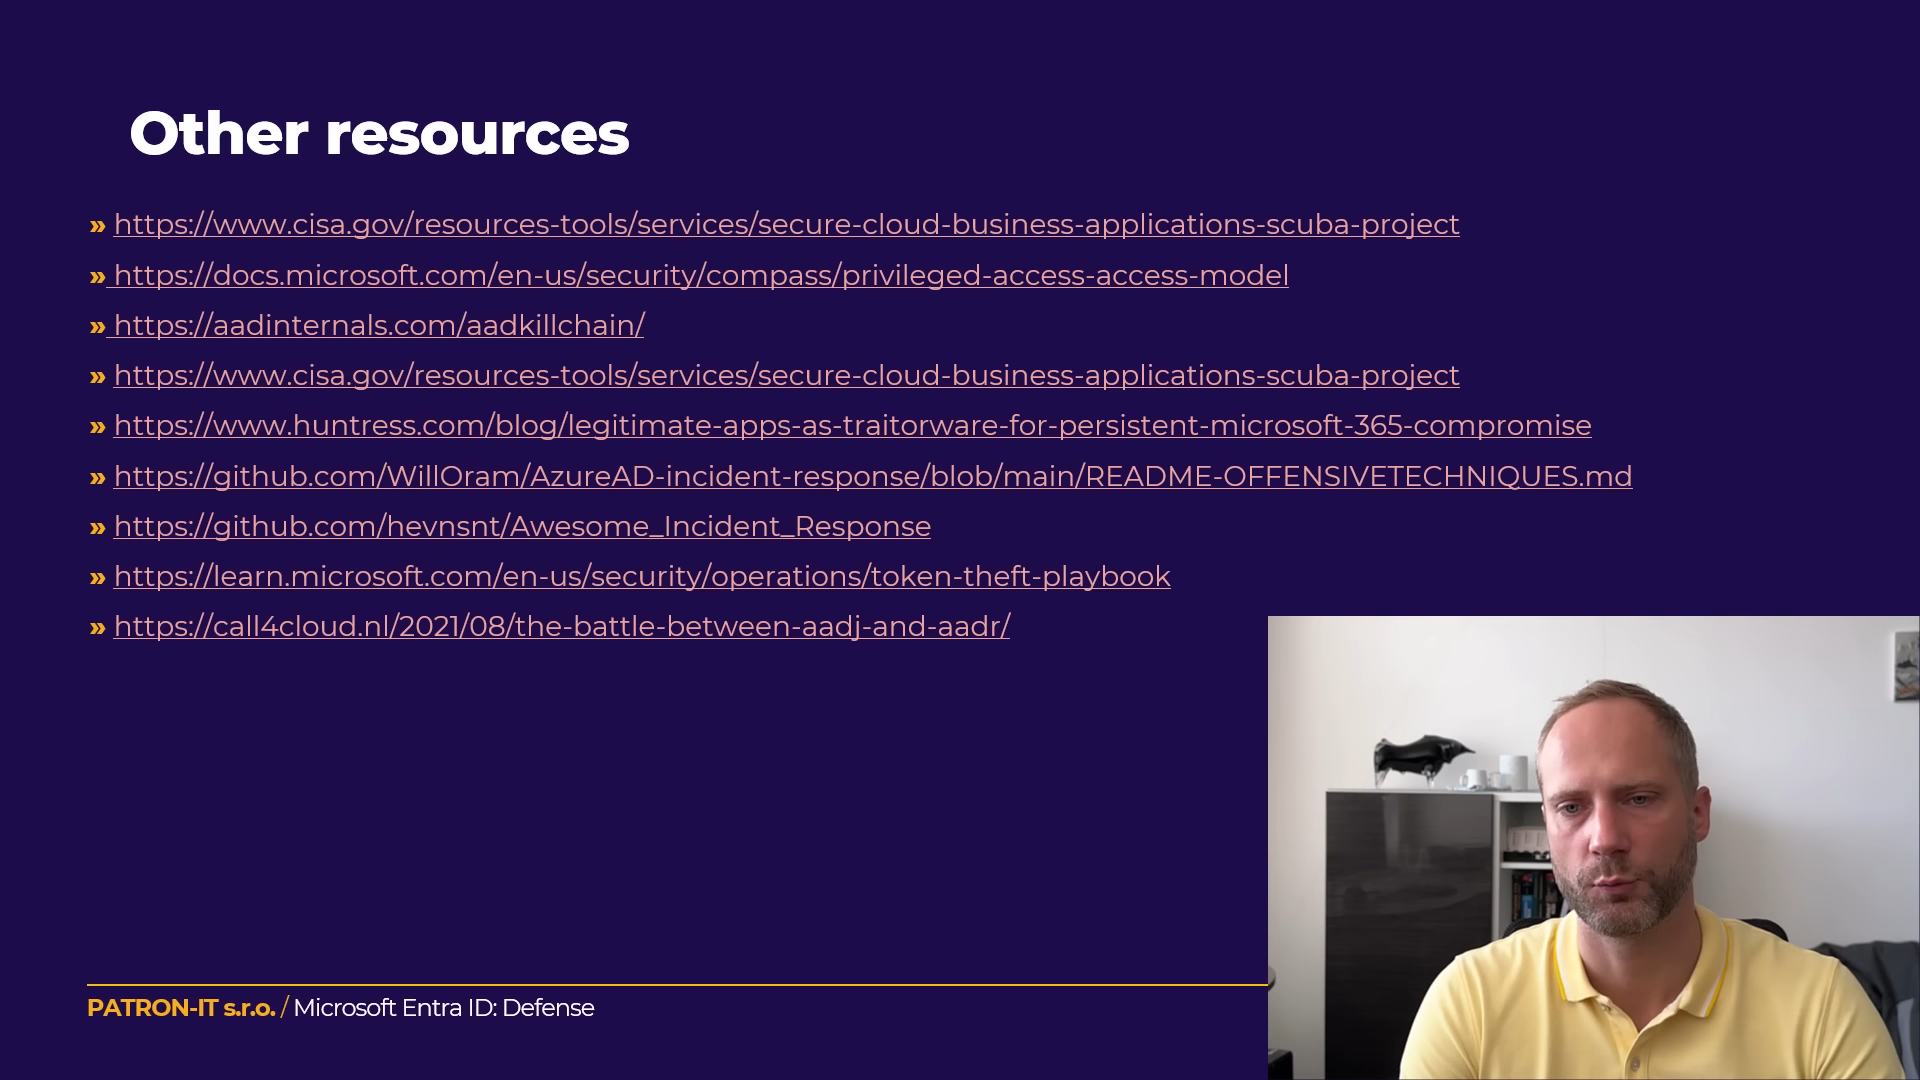 Other resources
» https://www.cisa.gov/resources-tools/services/secure-cloud-business-applications-scuba-project
» https://docs.microsoft.com/en-us/security/compass/privileged-access-access-model
» https://aadinternals.com/aadkillchain/
» https://www.cisa.gov/resources-tools/services/secure-cloud-business-applications-scuba-project
» https://www.huntress.com/blog/legitimate-apps-as-traitorware-for-persistent-microsoft-365-compromise
» https://github.com/WillOram/AzureAD-incident-response/blob/main/README-OFFENSIVETECHNIQUES.md
» https://github.com/hevnsnt/Awesome_Incident_Response
» https://learn.microsoft.com/en-us/security/operations/token-theft-playbook
» https://call4cloud.nl/2021/08/the-battle-between-aadj-and-aadr/
PATRON-IT s.r.o. / Microsoft Entra ID: Defense